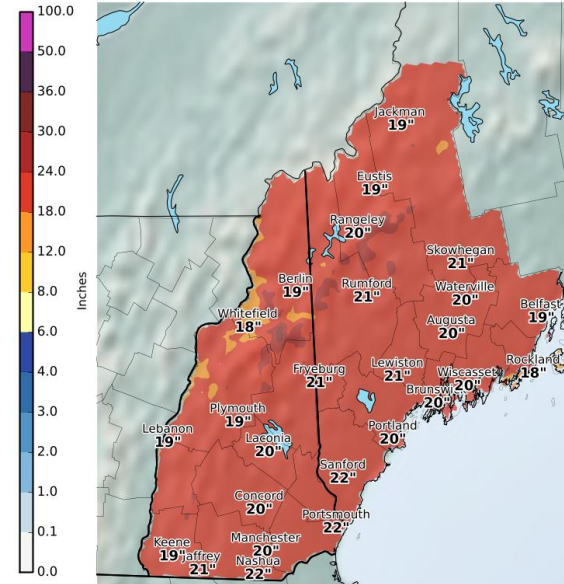 100.0
50.0
36.0
30.0
24.0
18.0
12.0
8.0
6.0
4.0
3.0
2.0
1.0
0.1
0.0
Inches
Jackman
19"
Eustis
19"
Rangeley
20"
Skowhegan
21"
Berlin
19"
Rumford
21"
Waterville
20"
Belfast
19"
Whitefield
18"
Augusta
20"
Fryeburg
21"
Lewiston
21"
Wiscasset
20"
Rockland
18"
Brunswi
20"
Plymouth
19"
Lebanon
19"
Laconia
20"
Portland
20"
Sanford
22"
Concord
20"
Portsmouth
22"
Keene
19"
Jaffrey
21"
Manchester
20"
Nashua
22"